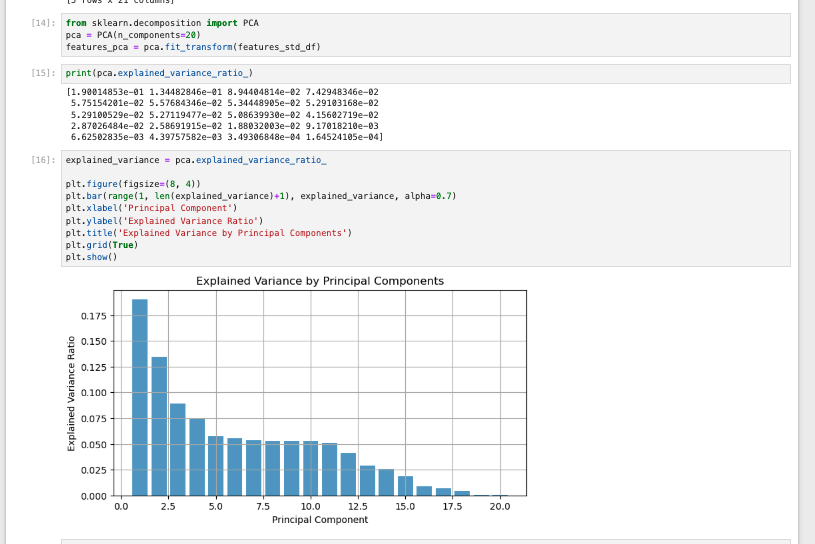 [5 rows x 21 columns]
[14]: from sklearn.decomposition import PCA
pca = PCA(n_components=20)
features_pca = pca.fit_transform(features_std_df)
[15]: print(pca.explained_variance_ratio_)
[1.90014853e-01 1.34482846e-01 8.94404814e-02 7.42948346e-02
5.75154201e-02 5.57684346e-02 5.34448905e-02 5.29103168e-02
5.29100529e-02 5.27119477e-02 5.08639930e-02 4.15602719e-02
2.87026484e-02 2.58691915e-02 1.88032003e-02 9.17018210e-03
6.62502835e-03 4.39757582e-03 3.49306848e-04 1.64524105e-04]
[16]: explained_variance = pca.explained_variance_ratio_
plt.figure(figsize=(8, 4))
plt.bar(range(1, len(explained_variance)+1), explained_variance, alpha=0.7)
plt.xlabel('Principal Component')
plt.ylabel('Explained Variance Ratio')
plt.title('Explained Variance by Principal Components')
plt.grid(True)
plt.show()
Explained Variance by Principal Components
Explained Variance Ratio
0.175
0.150
0.125
0.100
0.075
0.050
0.025
0.000
0.0 2.5 5.0 7.5 10.0 12.5 15.0 17.5 20.0
Principal Component